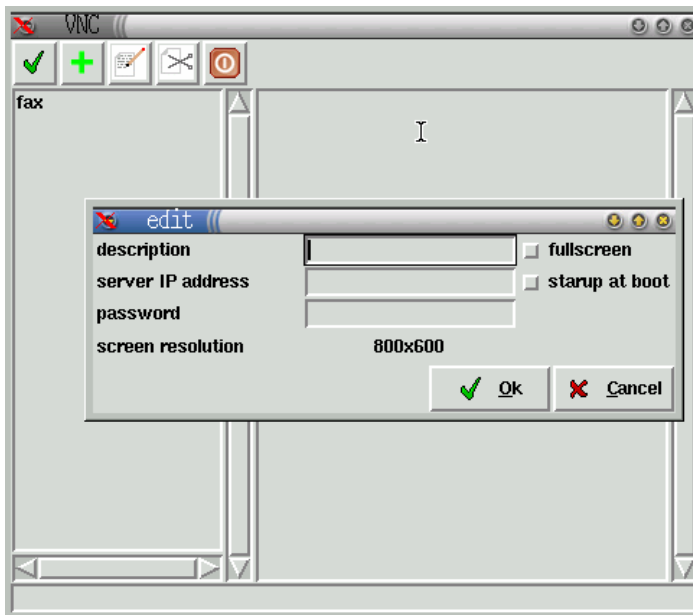 VNC
fax
edit
description
fullscreen
server IP address
starup at boot
password
screen resolution 800x600
Ok Cancel